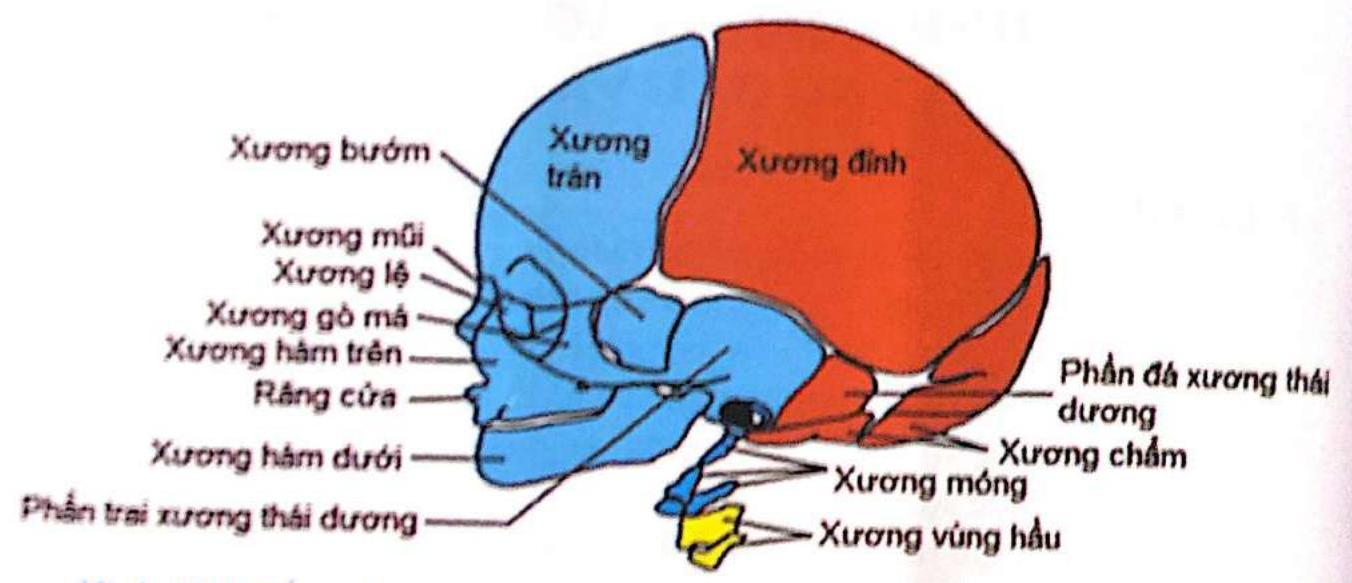 Xương bướm
Xương
trán
Xương đỉnh
Xương mũi
Xương lệ
Xương gò má
Xương hàm trên
Răng cửa
Xương hàm dưới
Phần trai xương thái dương
Phần đá xương thái
dương
Xương chẩm
Xương móng
Xương vùng hầu